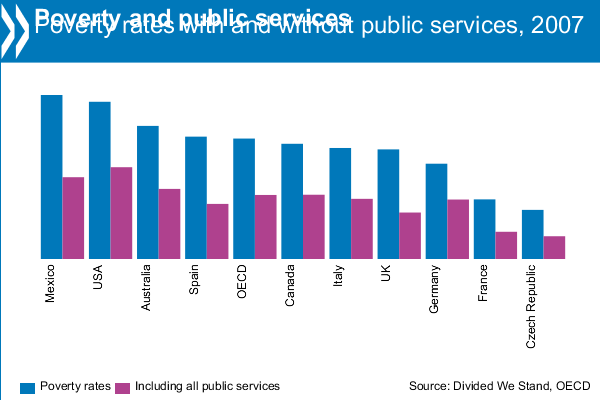 Poverty and public services
Poverty rates with and without public services, 2007
Mexico
USA
Australia
Spain
OECD
Canada
Italy
UK
Germany
France
Czech Republic
Poverty rates
Including all public services
Source: Divided We Stand, OECD